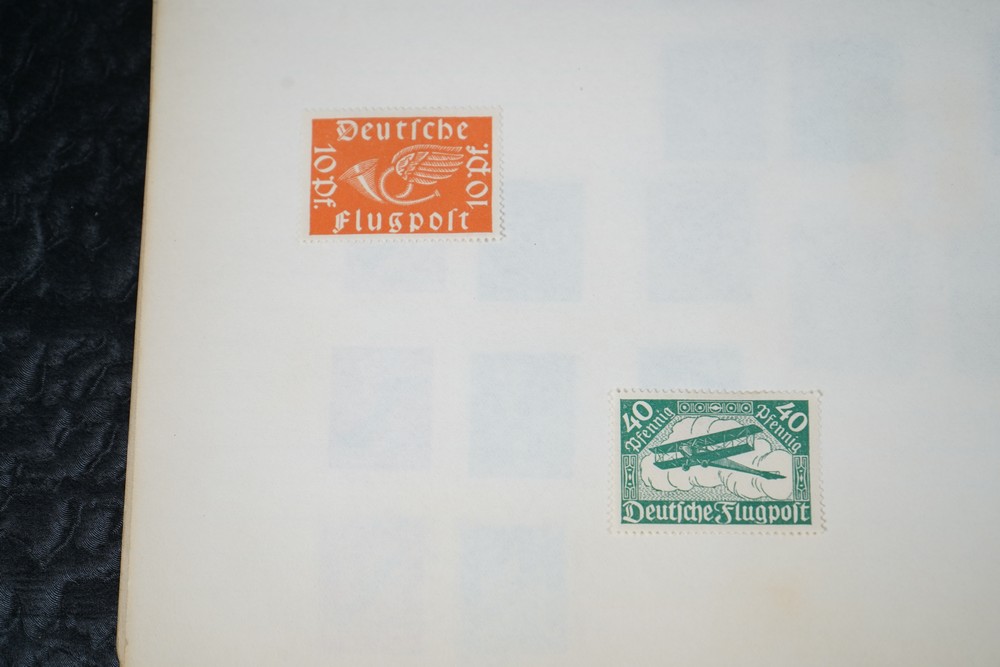 Deutſche
10 Pf.
10 Pf.
Flugpoſt
40
Pfennig
40
Pfennig
Deutſche Flugpoſt